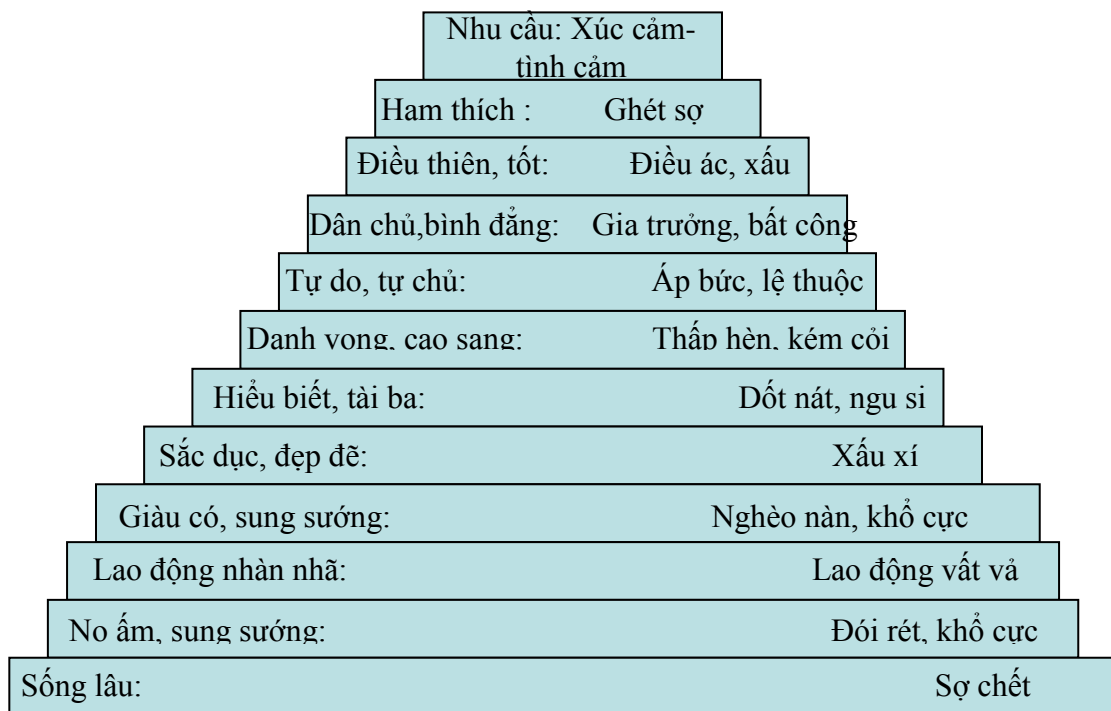 Nhu cầu: Xúc cảm-
tình cảm
Ham thích : Ghét sợ
Điều thiên, tốt: Điều ác, xấu
Dân chủ,bình đẳng: Gia trưởng, bất công
Tự do, tự chủ: Áp bức, lệ thuộc
Danh vong, cao sang: Thấp hèn, kém cỏi
Hiểu biết, tài ba: Dốt nát, ngu si
Sắc dục, đẹp đẽ: Xấu xí
Giàu có, sung sướng: Nghèo nàn, khổ cực
Lao động nhàn nhã: Lao động vất vả
No ấm, sung sướng: Đói rét, khổ cực
Sống lâu: Sợ chết